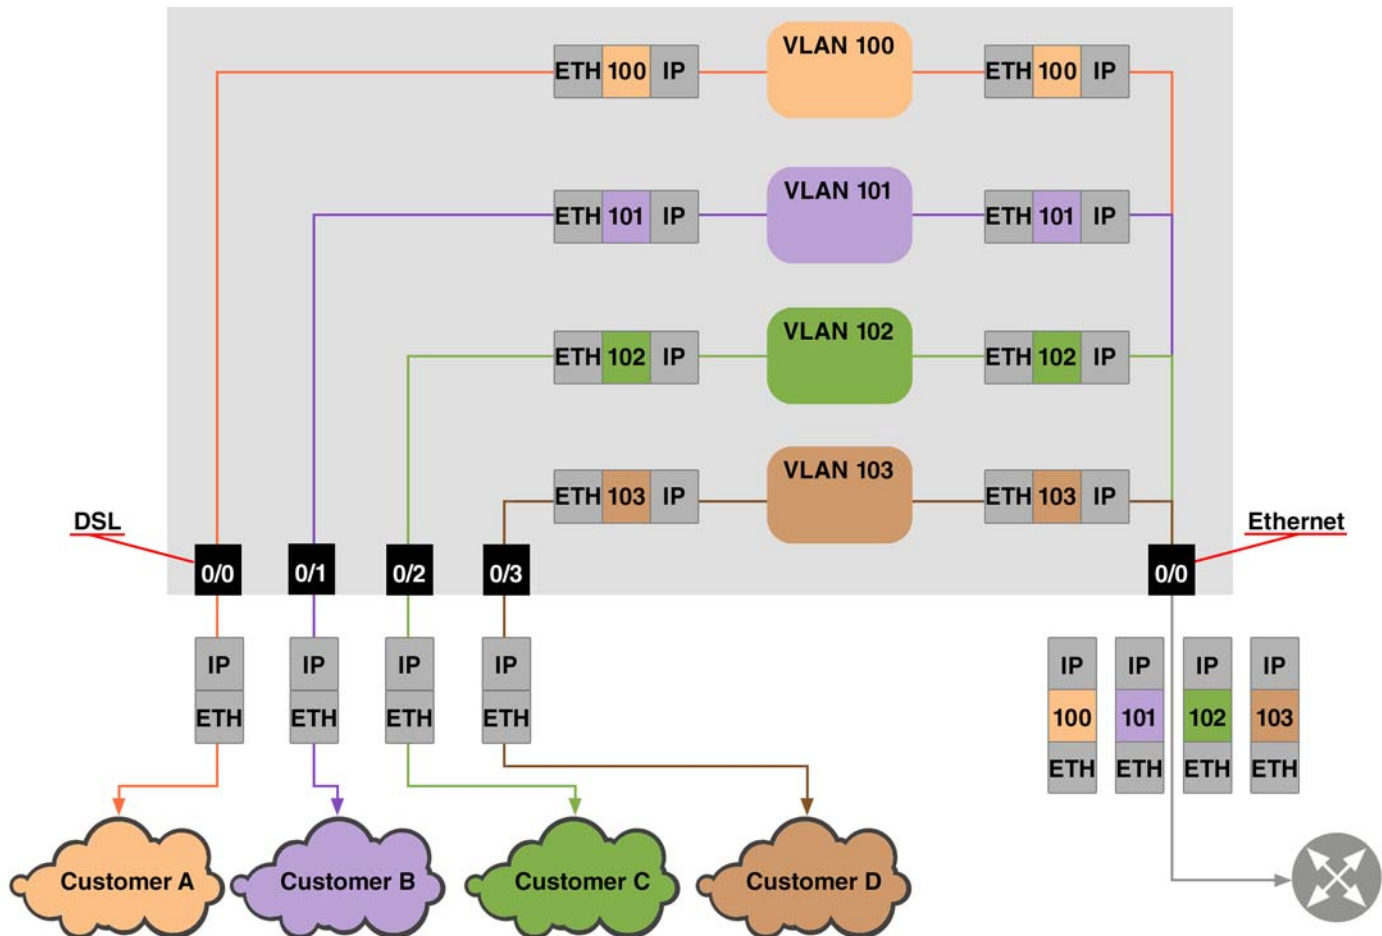 VLAN 100
ETH 100 IP
ETH 100 IP
VLAN 101
ETH 101 IP
ETH 101 IP
VLAN 102
ETH 102 IP
ETH 102 IP
VLAN 103
ETH 103 IP
ETH 103 IP
DSL
Ethernet
0/0
0/1
0/2
0/3
0/0
IP
ETH
IP
ETH
IP
ETH
IP
ETH
IP
100
ETH
IP
101
ETH
IP
102
ETH
IP
103
ETH
Customer A
Customer B
Customer C
Customer D